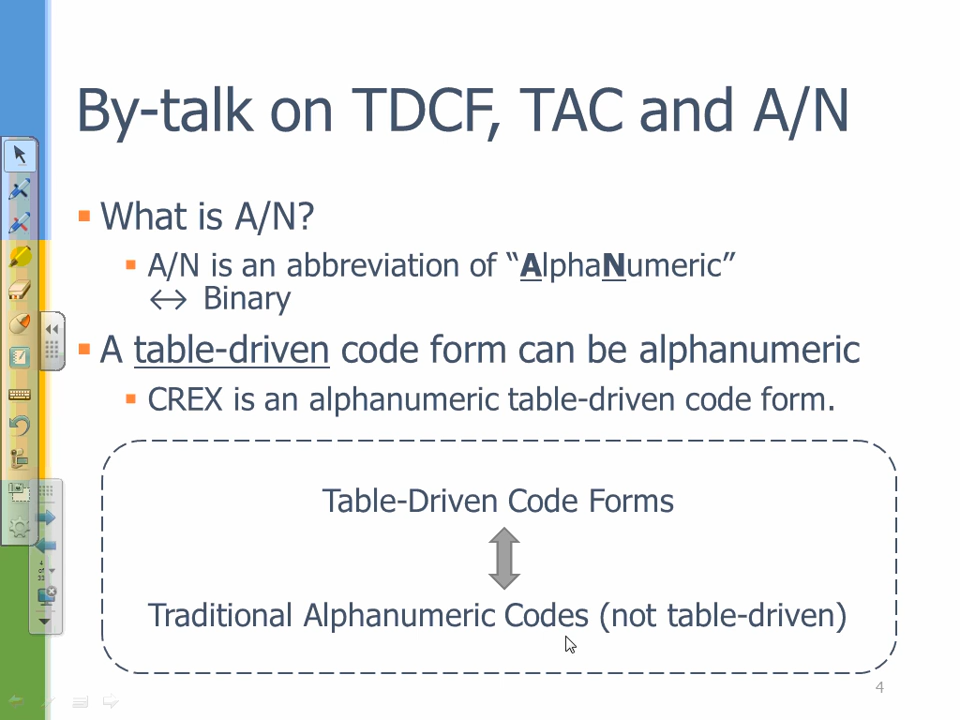 By-talk on TDCF, TAC and A/N
What is A/N?
A/N is an abbreviation of “AlphaNumeric”
↔ Binary
A table-driven code form can be alphanumeric
CREX is an alphanumeric table-driven code form.
Table-Driven Code Forms
Traditional Alphanumeric Codes (not table-driven)
4
4
33